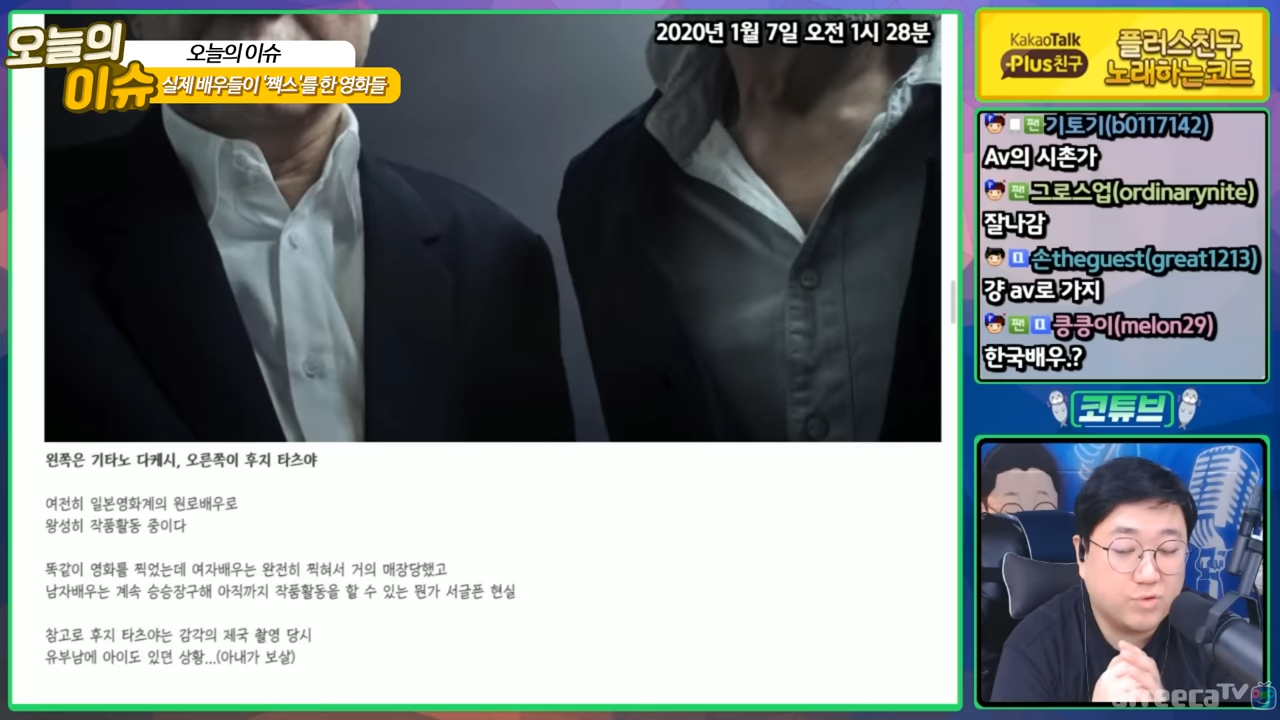 오늘의
이슈
오늘의 이슈
실제 배우들이 '짹스'를 한 영화들
2020년 1월 7일 오전 1시 28분
왼쪽은 기타노 다케시, 오른쪽이 후지 타츠야
여전히 일본영화계의 원로배우로
왕성히 작품활동 중이다
똑같이 영화를 찍었는데 여자배우는 완전히 찍혀서 거의 매장당했고
남자배우는 계속 승승장구해 아직까지 작품활동을 할 수 있는 뭔가 서글픈 현실
참고로 후지 타츠야는 감각의 제국 촬영 당시
유부남에 아이도 있던 상황...(아내가 보살)
KakaoTalk
Plus친구
플러스친구
노래하는코트
팬 기토기(b0117142)
Av의 시촌가
팬 그로스업(ordinarynite)
잘나감
손theguest(great1213)
걍 av로 가지
팬 킁킁이(melon29)
한국배우.?
코튜브
afreecaTV